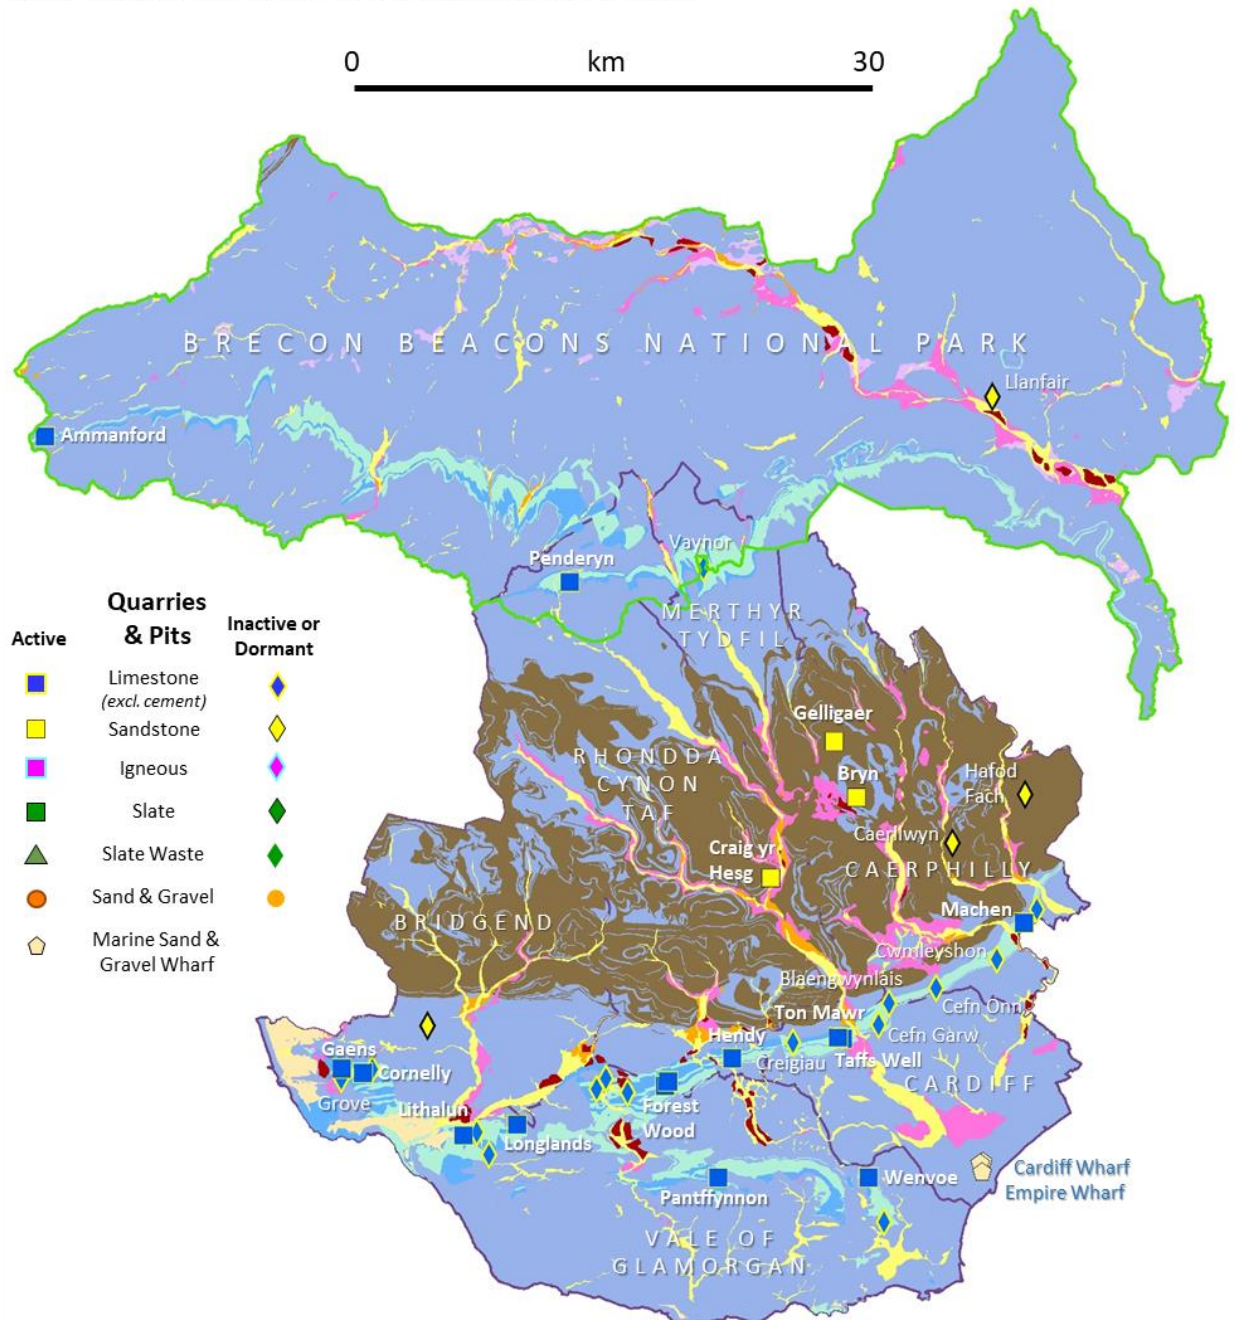 0 km 30
BRECON BEACONS NATIONAL PARK
Llanfair
Ammanford
Vaynor
Penderyn
MERTHYR
TYDFIL
Quarries
& Pits
Active
Inactive or
Dormant
Limestone
(excl. cement)
Sandstone
Igneous
Slate
Slate Waste
Sand & Gravel
Marine Sand &
Gravel Wharf
Gelligaer
RHONDDA
CYNON
TAF
Bryn
Hafod
Fach
Caerllwyn
Craig yr
Hesg
CAERPHILLY
BRIDGEND
Machen
Cwmleyshon
Blaengwynlais
Cefn Onn
Ton Mawr
Cefn Garw
Hendy
Creigiau
Taffs Well
Gaens
Cornelly
CARDIFF
Grove
Lithalun
Forest
Wood
Longlands
Cardiff Wharf
Empire Wharf
Wenvoe
Pantffynnon
VALE OF
GLAMORGAN